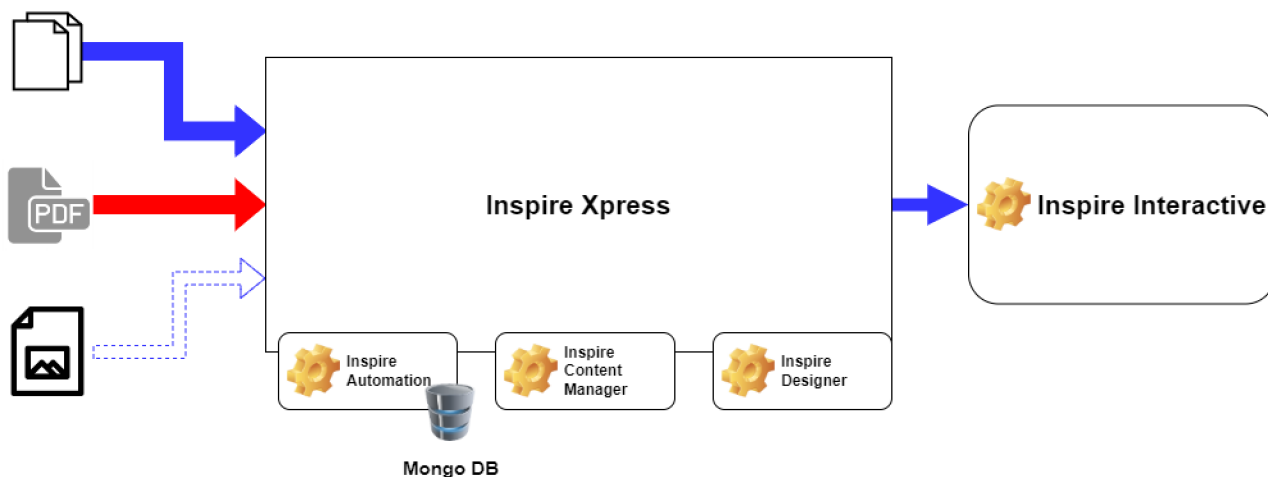 PDF
Inspire Xpress
Inspire Interactive
Inspire
Automation
Inspire
Content
Manager
Inspire
Designer
Mongo DB